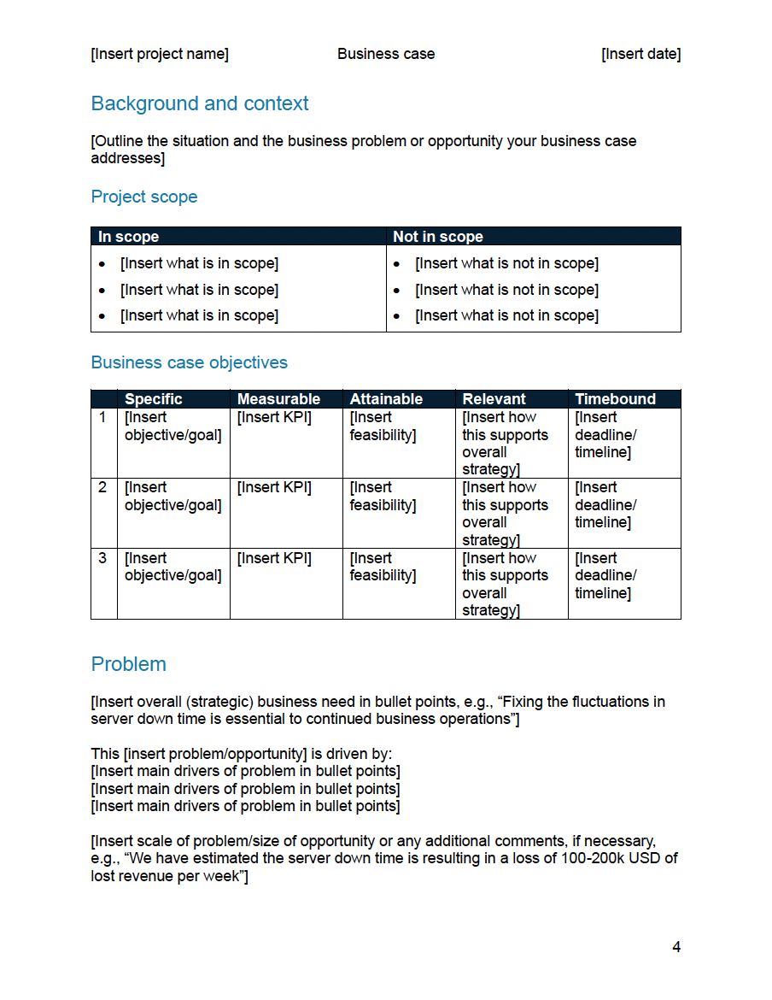 [Insert project name] Business case [Insert date]
Background and context
[Outline the situation and the business problem or opportunity your business case
addresses]
Project scope
In scope Not in scope
• [Insert what is in scope] • [Insert what is not in scope]
• [Insert what is in scope] • [Insert what is not in scope]
• [Insert what is in scope] • [Insert what is not in scope]
Business case objectives
Specific Measurable Attainable Relevant Timebound
1 [Insert [Insert KPI] [Insert [Insert how [Insert
objective/goal] feasibility] this supports deadline/
overall timeline]
strategy]
2 [Insert [Insert KPI] [Insert [Insert how [Insert
objective/goal] feasibility] this supports deadline/
overall timeline]
strategy]
3 [Insert [Insert KPI] [Insert [Insert how [Insert
objective/goal] feasibility] this supports deadline/
overall timeline]
strategy]
Problem
[Insert overall (strategic) business need in bullet points, e.g., “Fixing the fluctuations in
server down time is essential to continued business operations”]
This [insert problem/opportunity] is driven by:
[Insert main drivers of problem in bullet points]
[Insert main drivers of problem in bullet points]
[Insert main drivers of problem in bullet points]
[Insert scale of problem/size of opportunity or any additional comments, if necessary,
e.g., “We have estimated the server down time is resulting in a loss of 100-200k USD of
lost revenue per week”]
4